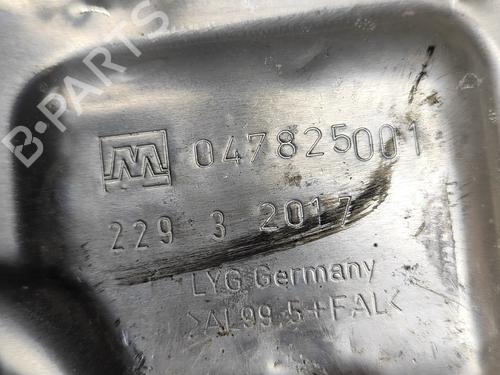 B-PARTS
M 047825001
229 3 2017
LYG Germany
>AL99.5+FAL<